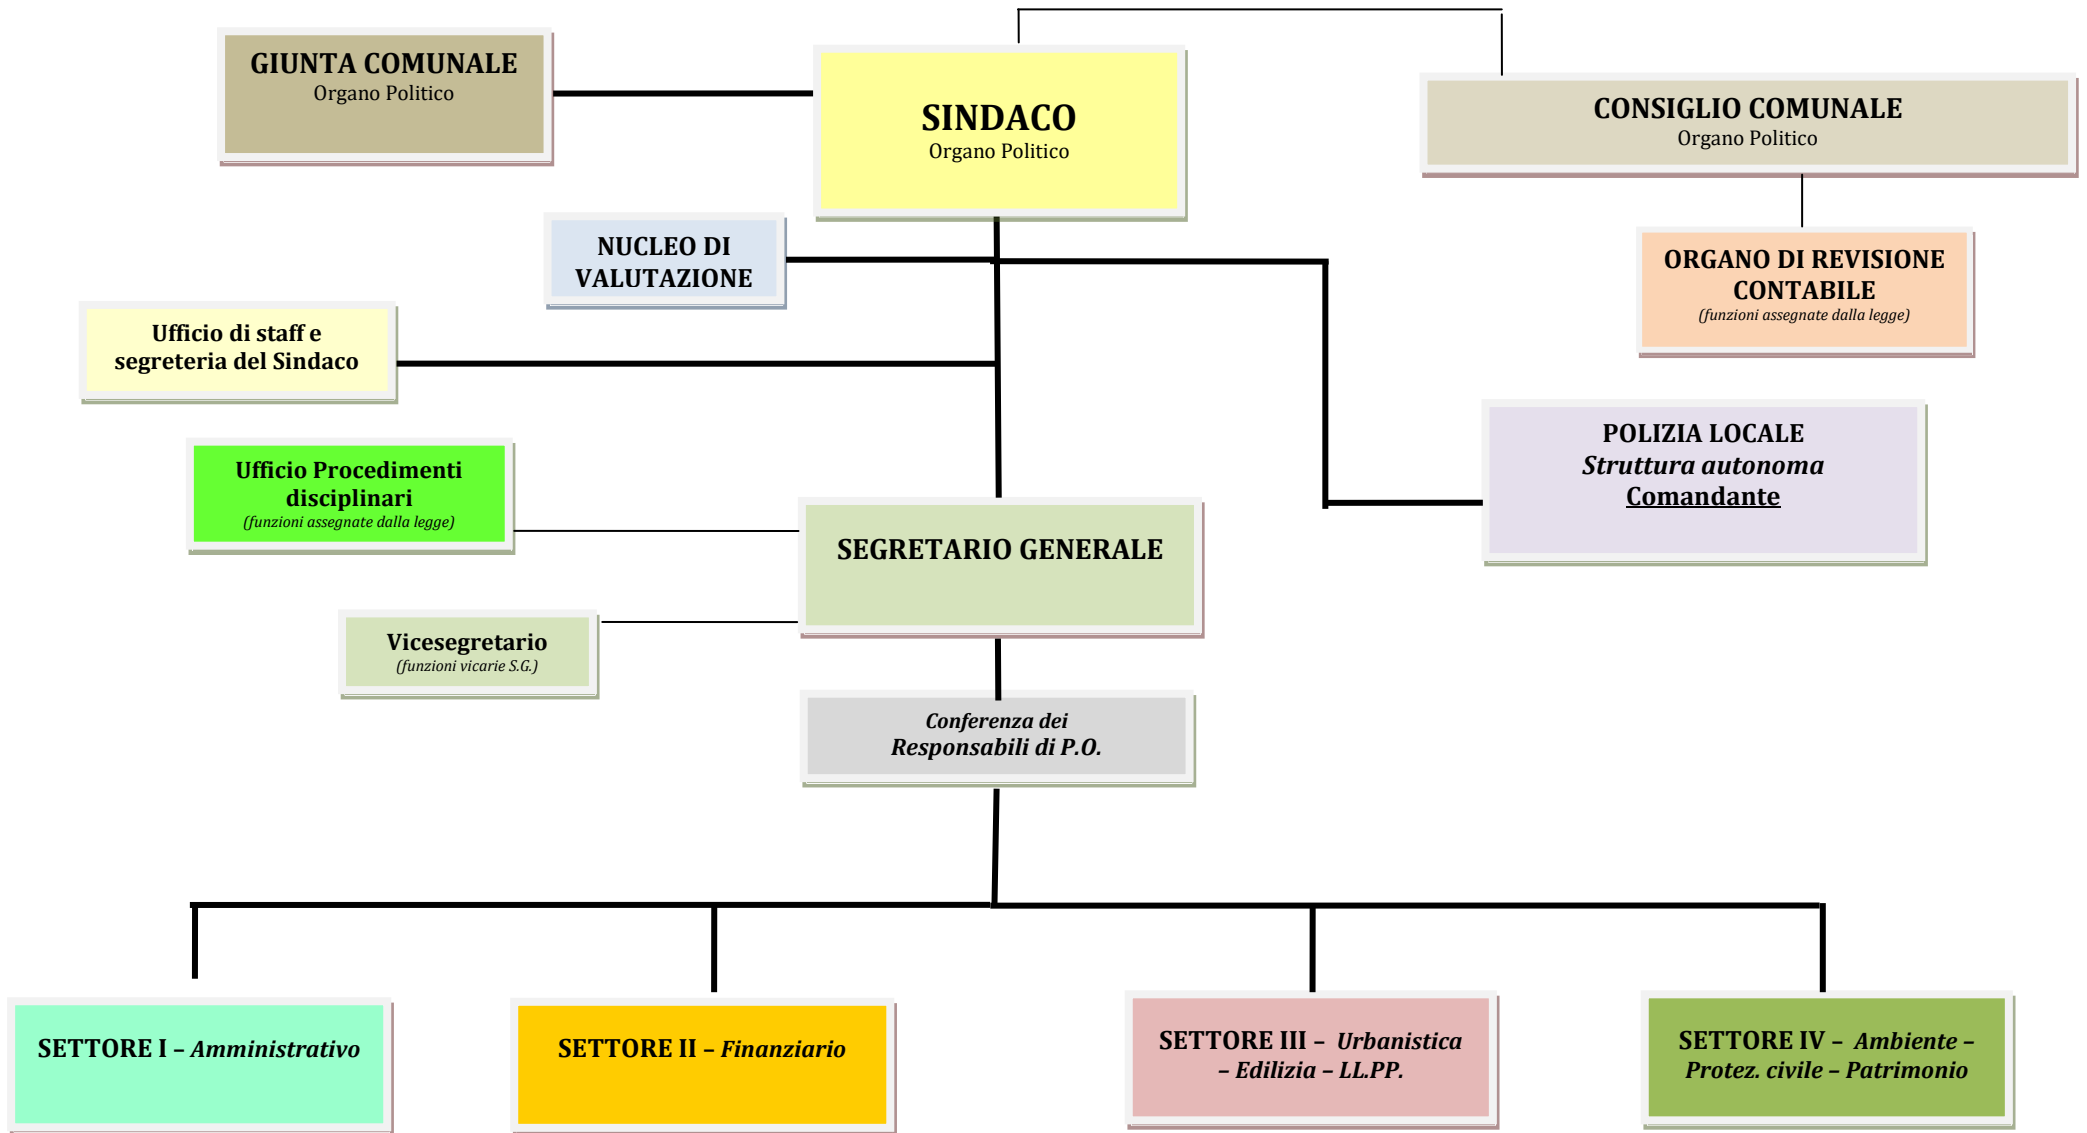 GIUNTA COMUNALE
Organo Politico
SINDACO
Organo Politico
CONSIGLIO COMUNALE
Organo Politico
NUCLEO DI
VALUTAZIONE
ORGANO DI REVISIONE
CONTABILE
(funzioni assegnate dalla legge)
Ufficio di staff e
segreteria del Sindaco
POLIZIA LOCALE
Struttura autonoma
Comandante
Ufficio Procedimenti
disciplinari
(funzioni assegnate dalla legge)
SEGRETARIO GENERALE
Vicesegretario
(funzioni vicarie S.G.)
Conferenza dei
Responsabili di P.O.
SETTORE I – Amministrativo
SETTORE II – Finanziario
SETTORE III – Urbanistica
– Edilizia – LL.PP.
SETTORE IV – Ambiente –
Protez. civile – Patrimonio